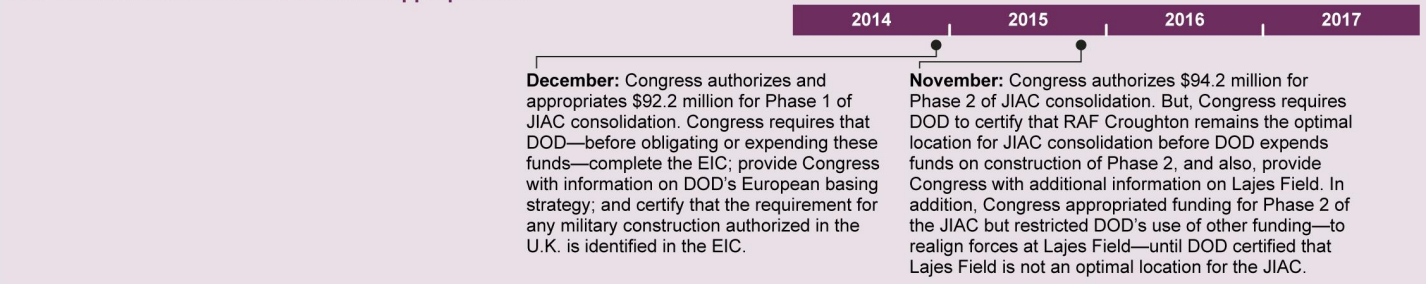 2014 2015 2016 2017
December: Congress authorizes and
appropriates $92.2 million for Phase 1 of
JIAC consolidation. Congress requires that
DOD—before obligating or expending these
funds—complete the EIC; provide Congress
with information on DOD's European basing
strategy; and certify that the requirement for
any military construction authorized in the
U.K. is identified in the EIC.
November: Congress authorizes $94.2 million for
Phase 2 of JIAC consolidation. But, Congress requires
DOD to certify that RAF Croughton remains the optimal
location for JIAC consolidation before DOD expends
funds on construction of Phase 2, and also, provide
Congress with additional information on Lajes Field. In
addition, Congress appropriated funding for Phase 2 of
the JIAC but restricted DOD's use of other funding—to
realign forces at Lajes Field—until DOD certified that
Lajes Field is not an optimal location for the JIAC.